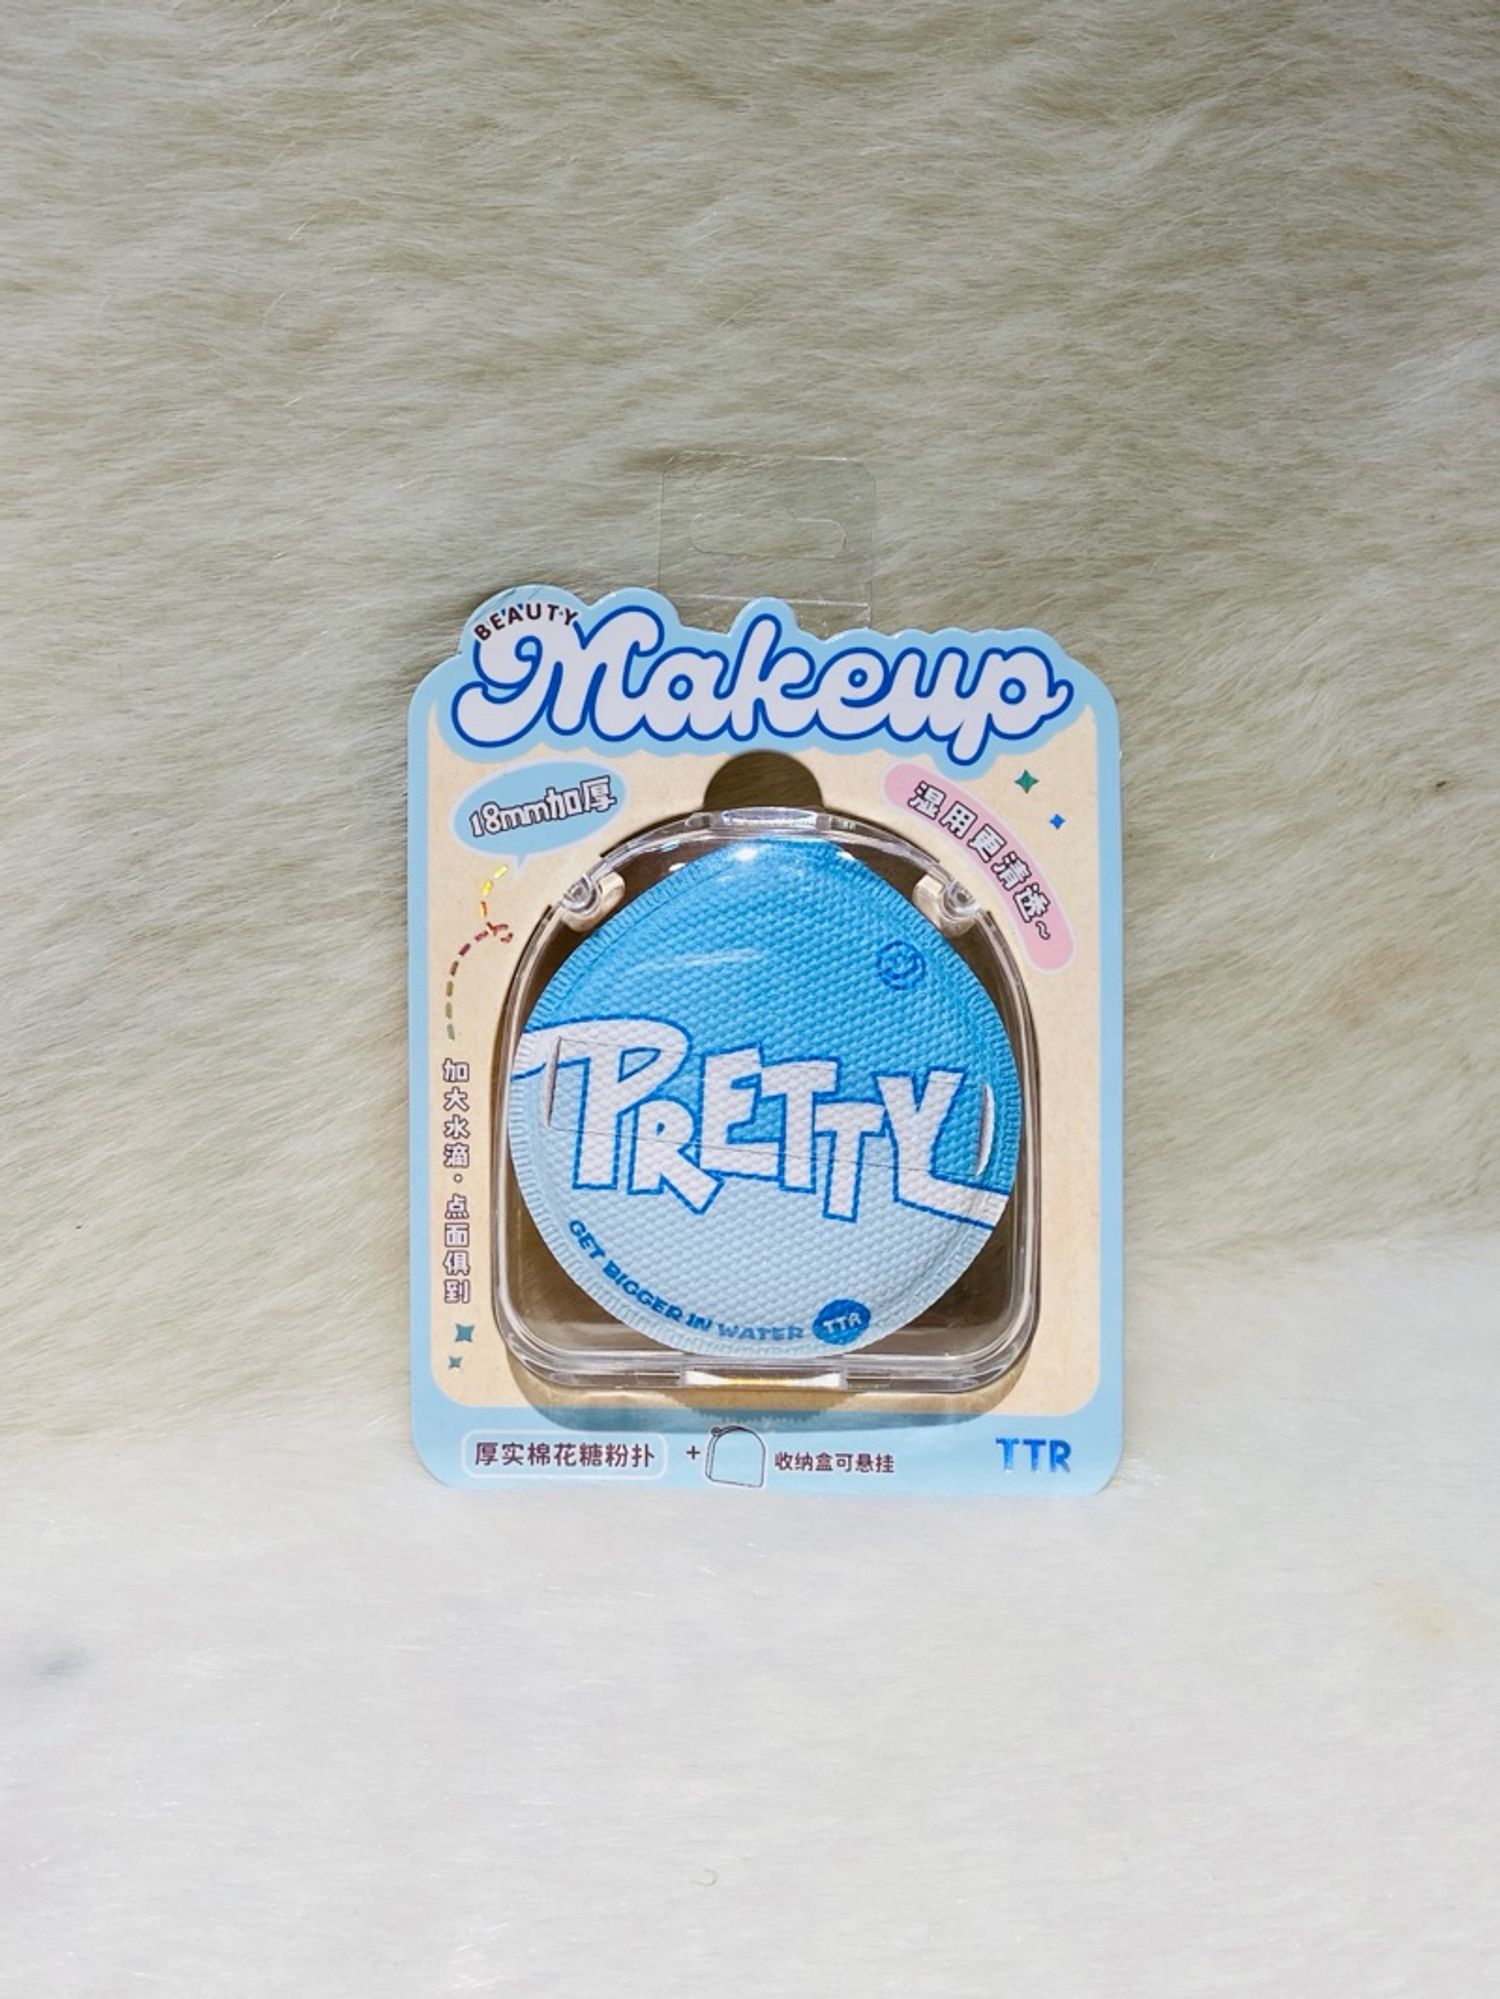 BEAUTY
Makeup
18mm加厚
湿用更清透~
加大水滴·点面俱到
PRETTY
GET BIGGER IN WATER
TTR
厚实棉花糖粉扑
+
收纳盒可悬挂
TTR